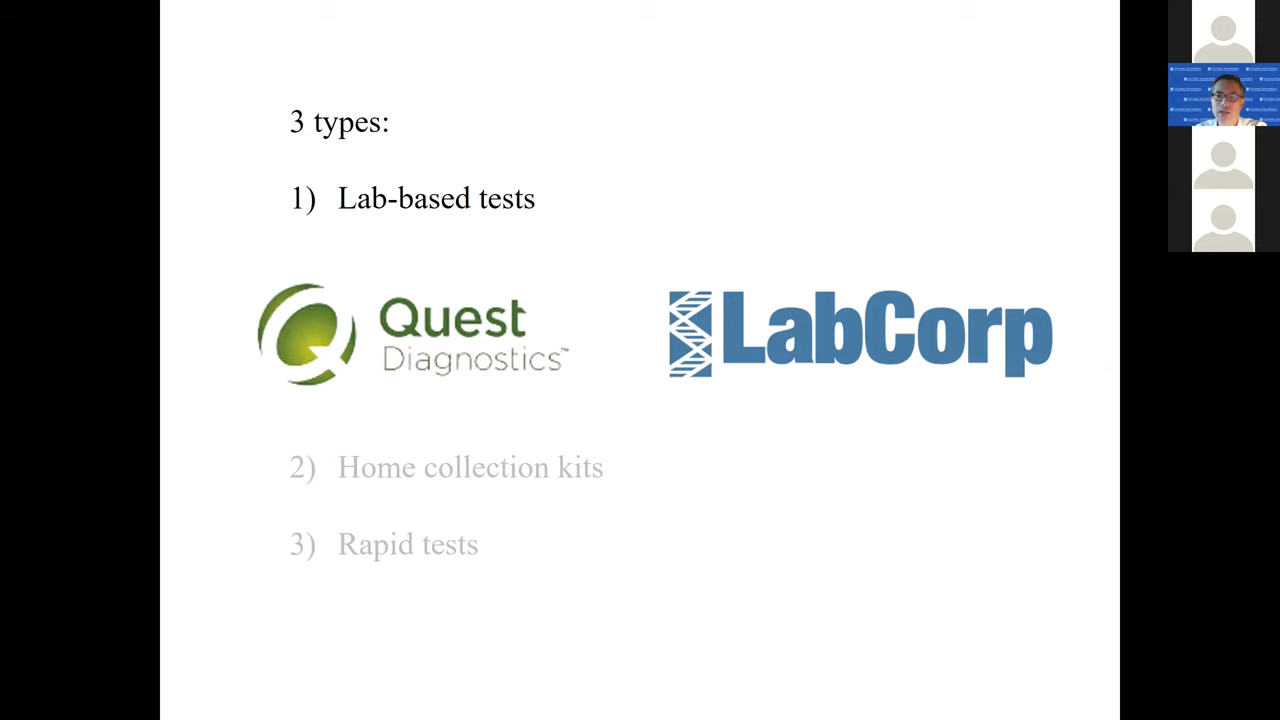 3 types:
1) Lab-based tests
Quest
Diagnostics™
LabCorp
2) Home collection kits
3) Rapid tests